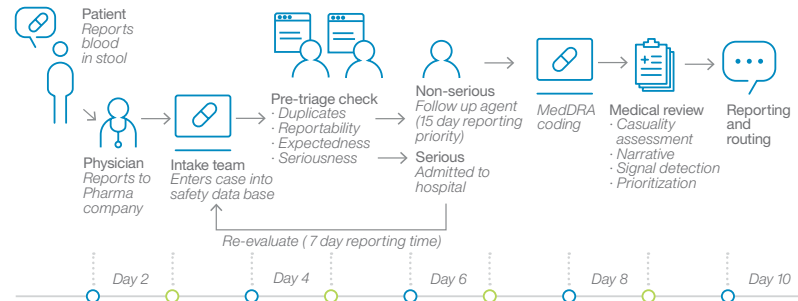 Patient
Reports
blood
in stool
Physician
Reports to
Pharma
company
Intake team
Enters case into
safety data base
Pre-triage check
· Duplicates
· Reportability
· Expectedness
· Seriousness
Non-serious
Follow up agent
(15 day reporting
priority)
Serious
Admitted to
hospital
MedDRA
coding
Medical review
· Casuality
assessment
· Narrative
· Signal detection
· Prioritization
Reporting
and
routing
Re-evaluate ( 7 day reporting time)
Day 2
Day 4
Day 6
Day 8
Day 10